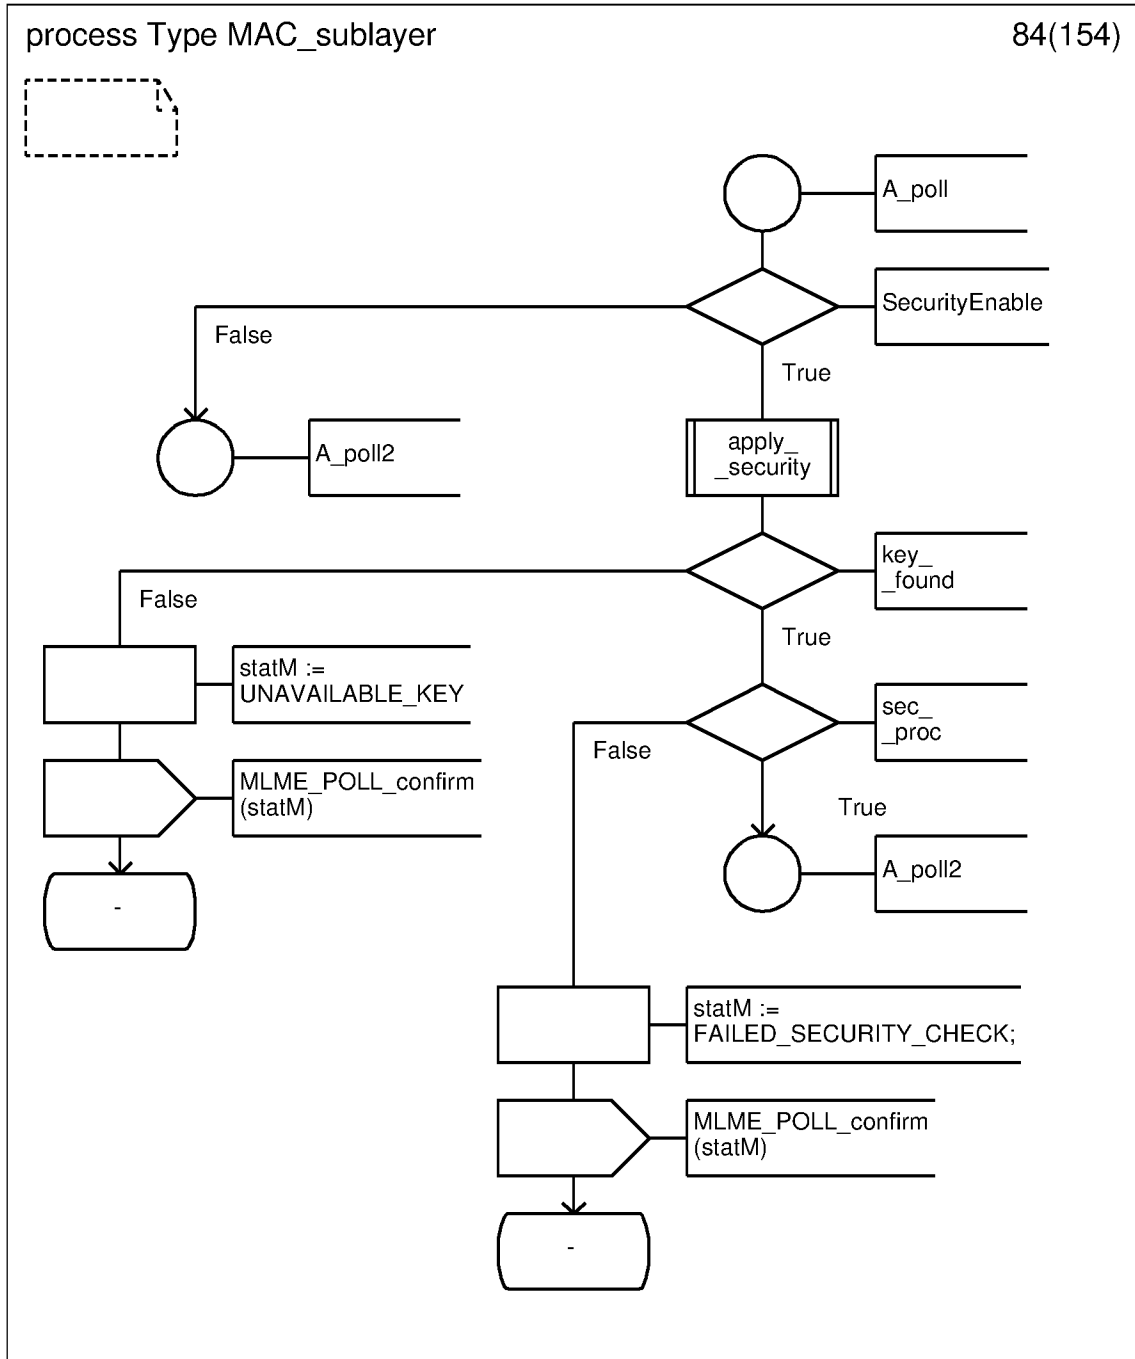 process Type MAC_sublayer
84(154)
A_poll
SecurityEnable
False
True
A_poll2
apply_
_security
key_
_found
False
True
statM :=
UNAVAILABLE_KEY
sec_
_proc
False
MLME_POLL_confirm
(statM)
True
A_poll2
-
statM :=
FAILED_SECURITY_CHECK;
MLME_POLL_confirm
(statM)
-